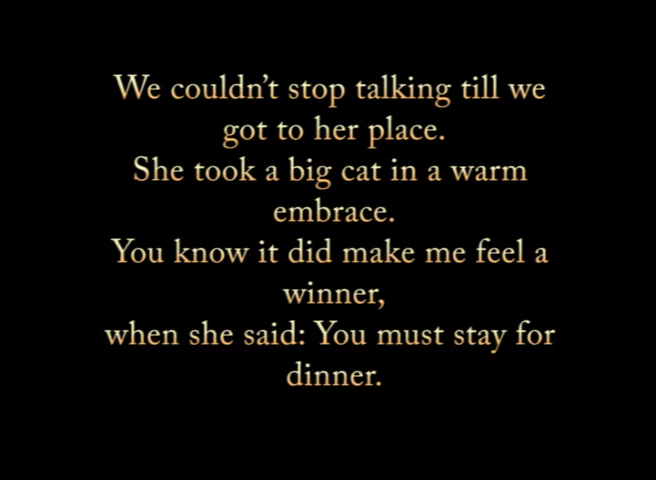 We couldn't stop talking till we
got to her place.
She took a big cat in a warm
embrace.
You know it did make me feel a
winner,
when she said: You must stay for
dinner.